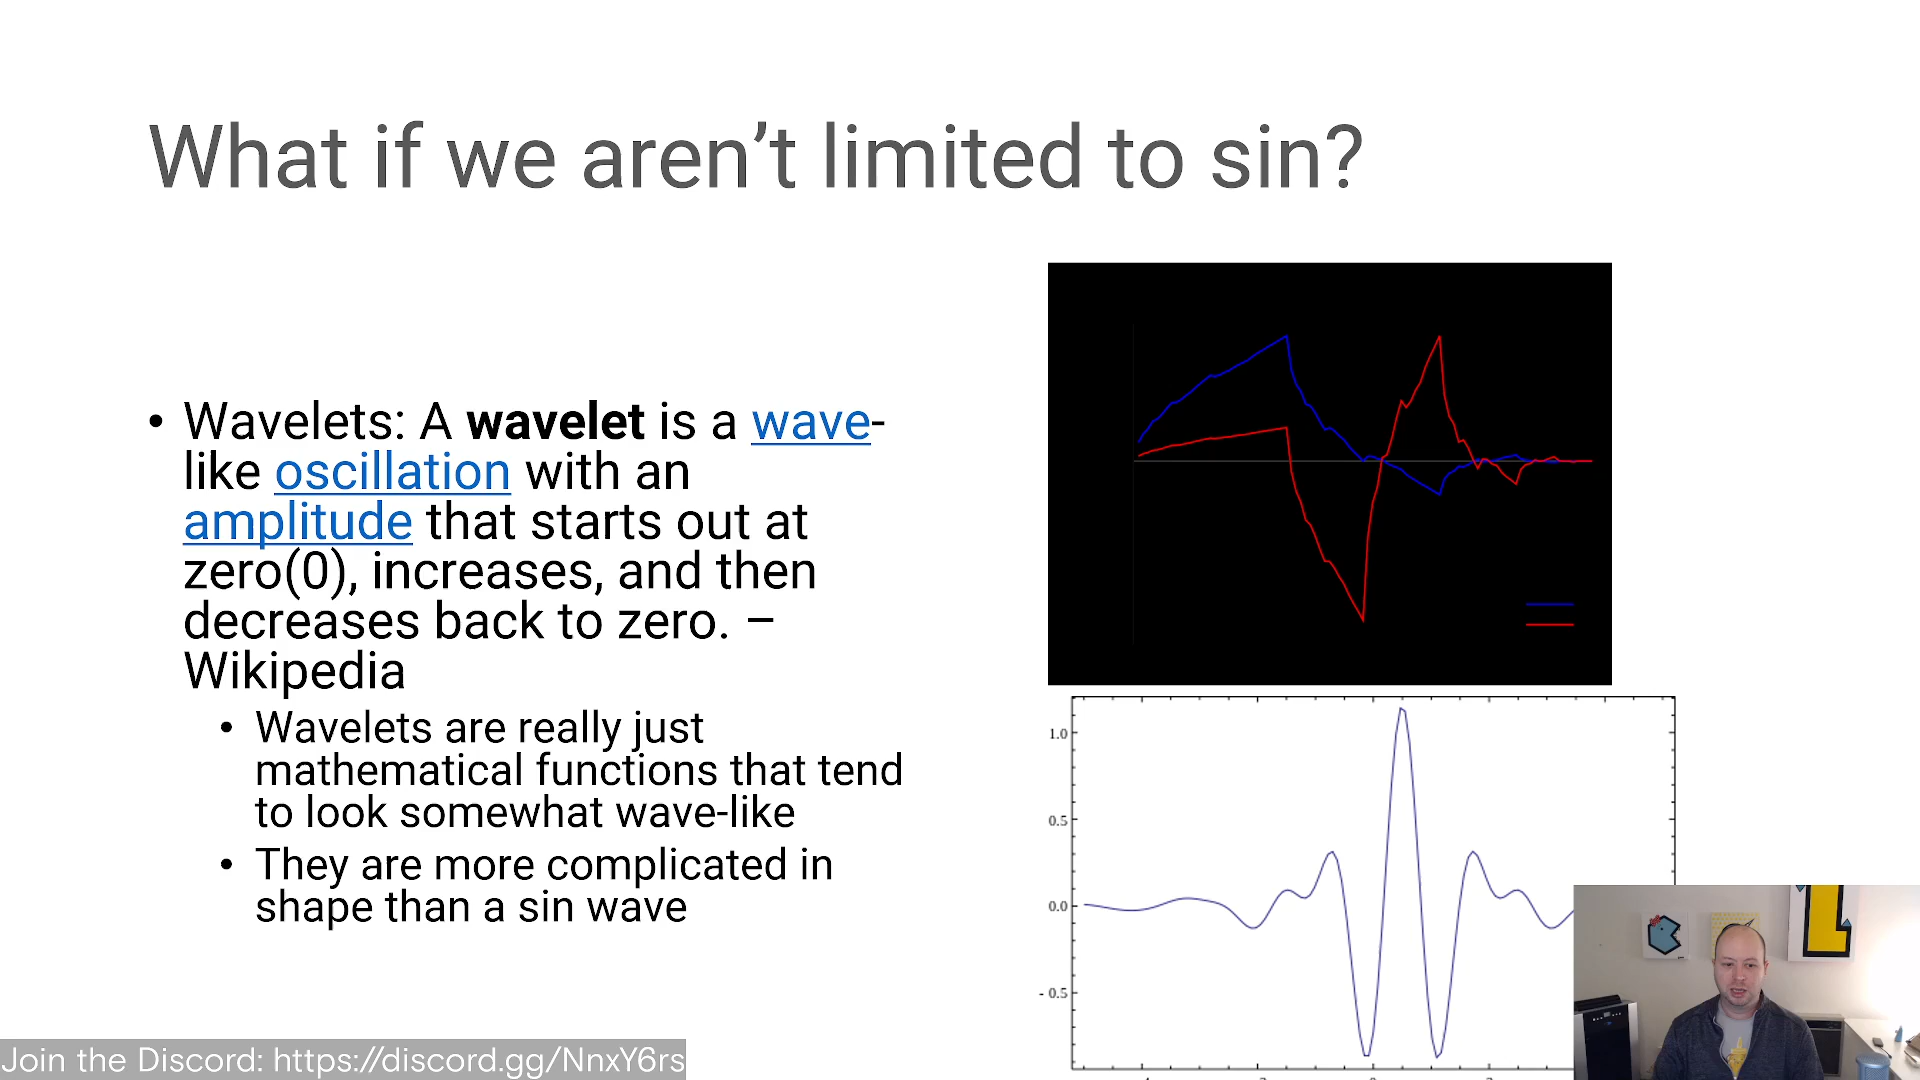 What if we aren’t limited to sin?
• Wavelets: A wavelet is a wave-
like oscillation with an
amplitude that starts out at
zero(0), increases, and then
decreases back to zero. –
Wikipedia
• Wavelets are really just
mathematical functions that tend
to look somewhat wave-like
• They are more complicated in
shape than a sin wave
1.0
0.5
0.0
- 0.5
Join the Discord: https://discord.gg/NnxY6rs